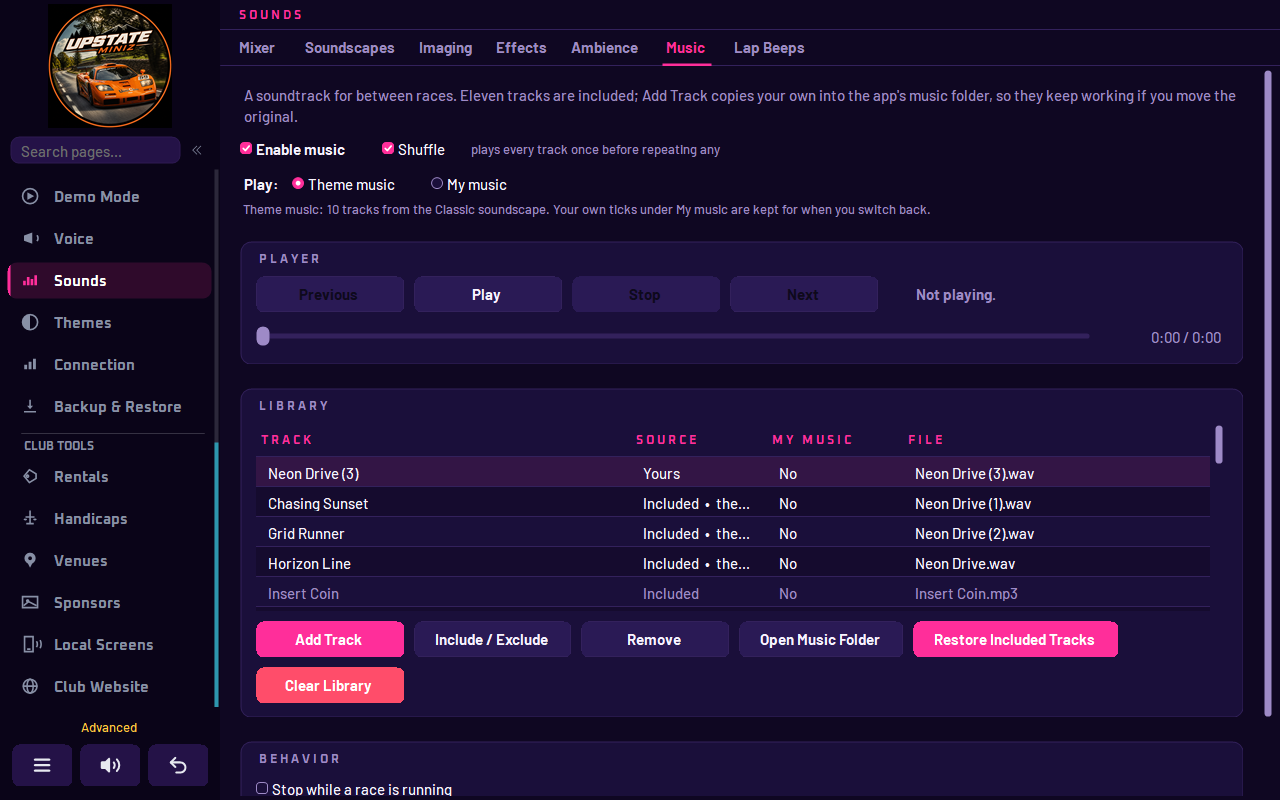 UPSTATE
MINIZ
Search pages...
Demo Mode
Voice
Sounds
Themes
Connection
Backup & Restore
CLUB TOOLS
Rentals
Handicaps
Venues
Sponsors
Local Screens
Club Website
Advanced
SOUNDS
Mixer Soundscapes Imaging Effects Ambience Music Lap Beeps
A soundtrack for between races. Eleven tracks are included; Add Track copies your own into the app's music folder, so they keep working if you move the
original.
Enable music Shuffle plays every track once before repeating any
Play: Theme music My music
Theme music: 10 tracks from the Classic soundscape. Your own ticks under My music are kept for when you switch back.
PLAYER
Previous Play Stop Next Not playing.
0:00 / 0:00
LIBRARY
TRACK SOURCE MY MUSIC FILE
Neon Drive (3) Yours No Neon Drive (3).wav
Chasing Sunset Included • the... No Neon Drive (1).wav
Grid Runner Included • the... No Neon Drive (2).wav
Horizon Line Included • the... No Neon Drive.wav
Insert Coin Included No Insert Coin.mp3
Add Track Include / Exclude Remove Open Music Folder Restore Included Tracks
Clear Library
BEHAVIOR
Stop while a race is running